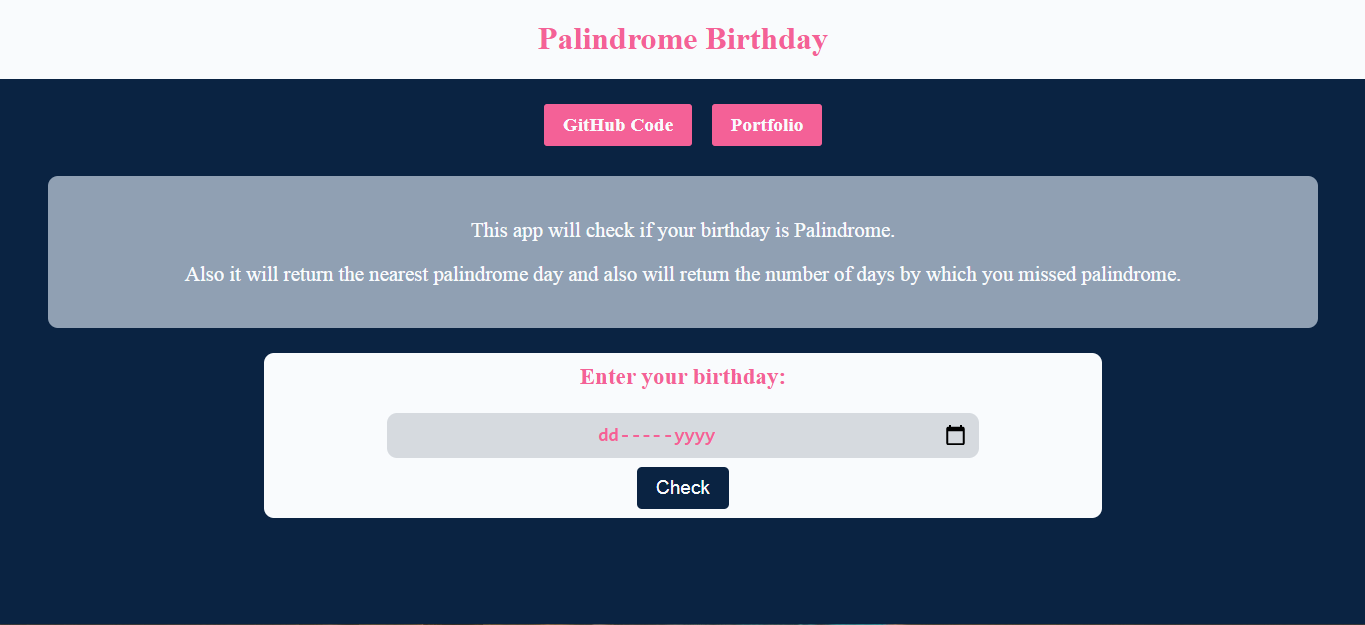 Palindrome Birthday
GitHub Code Portfolio
This app will check if your birthday is Palindrome.
Also it will return the nearest palindrome day and also will return the number of days by which you missed palindrome.
Enter your birthday:
dd-----yyyy
Check